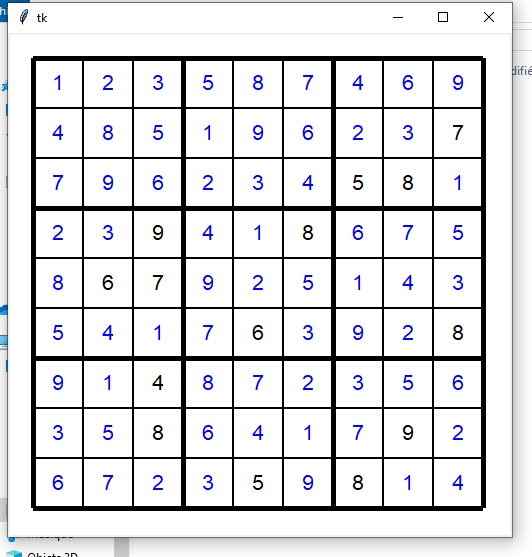 tk
1 2 3 5 8 7 4 6 9
4 8 5 1 9 6 2 3 7
7 9 6 2 3 4 5 8 1
2 3 9 4 1 8 6 7 5
8 6 7 9 2 5 1 4 3
5 4 1 7 6 3 9 2 8
9 1 4 8 7 2 3 5 6
3 5 8 6 4 1 7 9 2
6 7 2 3 5 9 8 1 4
Objets 3D